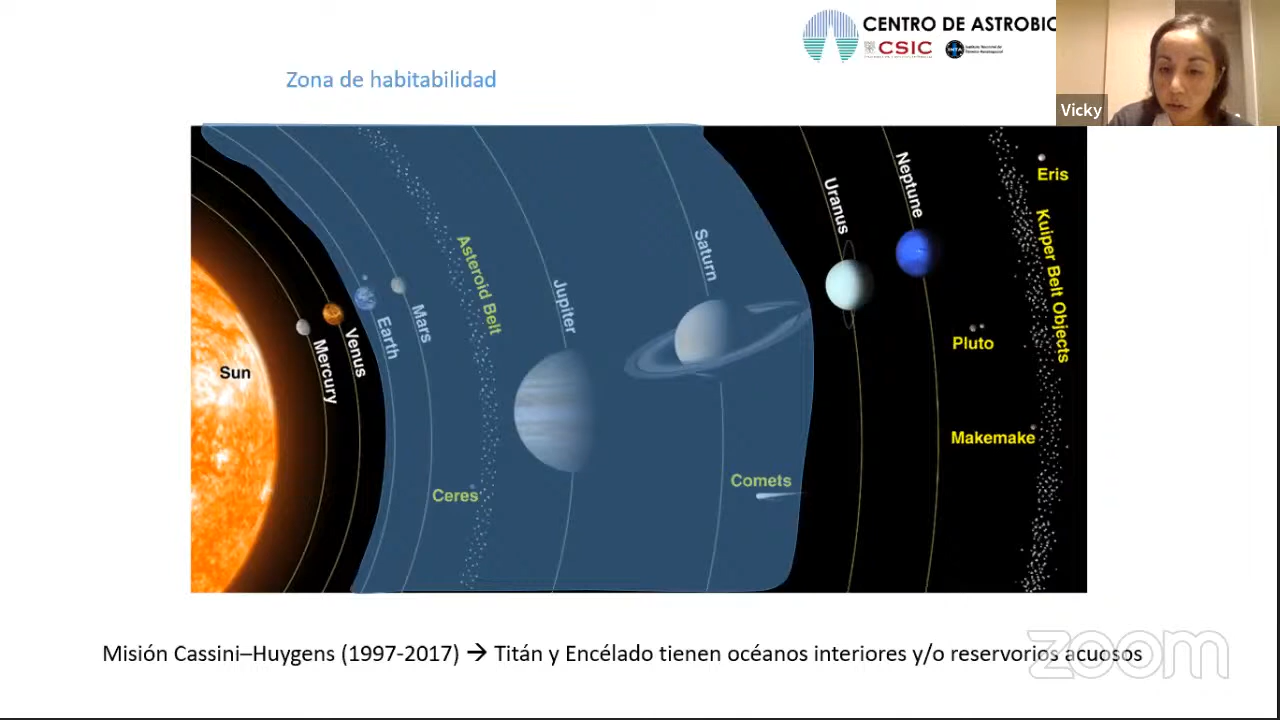 CENTRO DE ASTROBIO
CSIC
INTA
Vicky
Zona de habitabilidad
Sun
Mercury
Venus
Earth
Mars
Asteroid Belt
Ceres
Jupiter
Saturn
Comets
Uranus
Neptune
Pluto
Makemake
Eris
Kuiper Belt Objects
Misión Cassini–Huygens (1997-2017) → Titán y Encélado tienen océanos interiores y/o reservorios acuosos
zoom